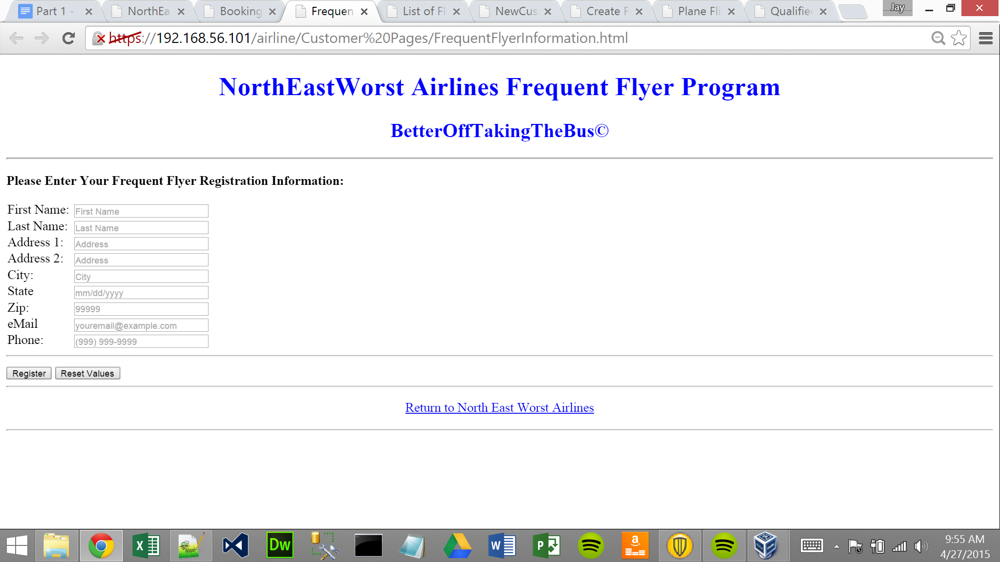 Part 1 -
NorthEa
Booking
Frequen
List of Fl
NewCus
Create F
Plane Fli
Qualifie
Jay
https://192.168.56.101/airline/Customer%20Pages/FrequentFlyerInformation.html
NorthEastWorst Airlines Frequent Flyer Program
BetterOffTakingTheBus©
Please Enter Your Frequent Flyer Registration Information:
First Name: First Name
Last Name: Last Name
Address 1: Address
Address 2: Address
City: City
State mm/dd/yyyy
Zip: 99999
eMail youremail@example.com
Phone: (999) 999-9999
Register Reset Values
Return to North East Worst Airlines
X
Dw
W
P
a
9:55 AM
4/27/2015